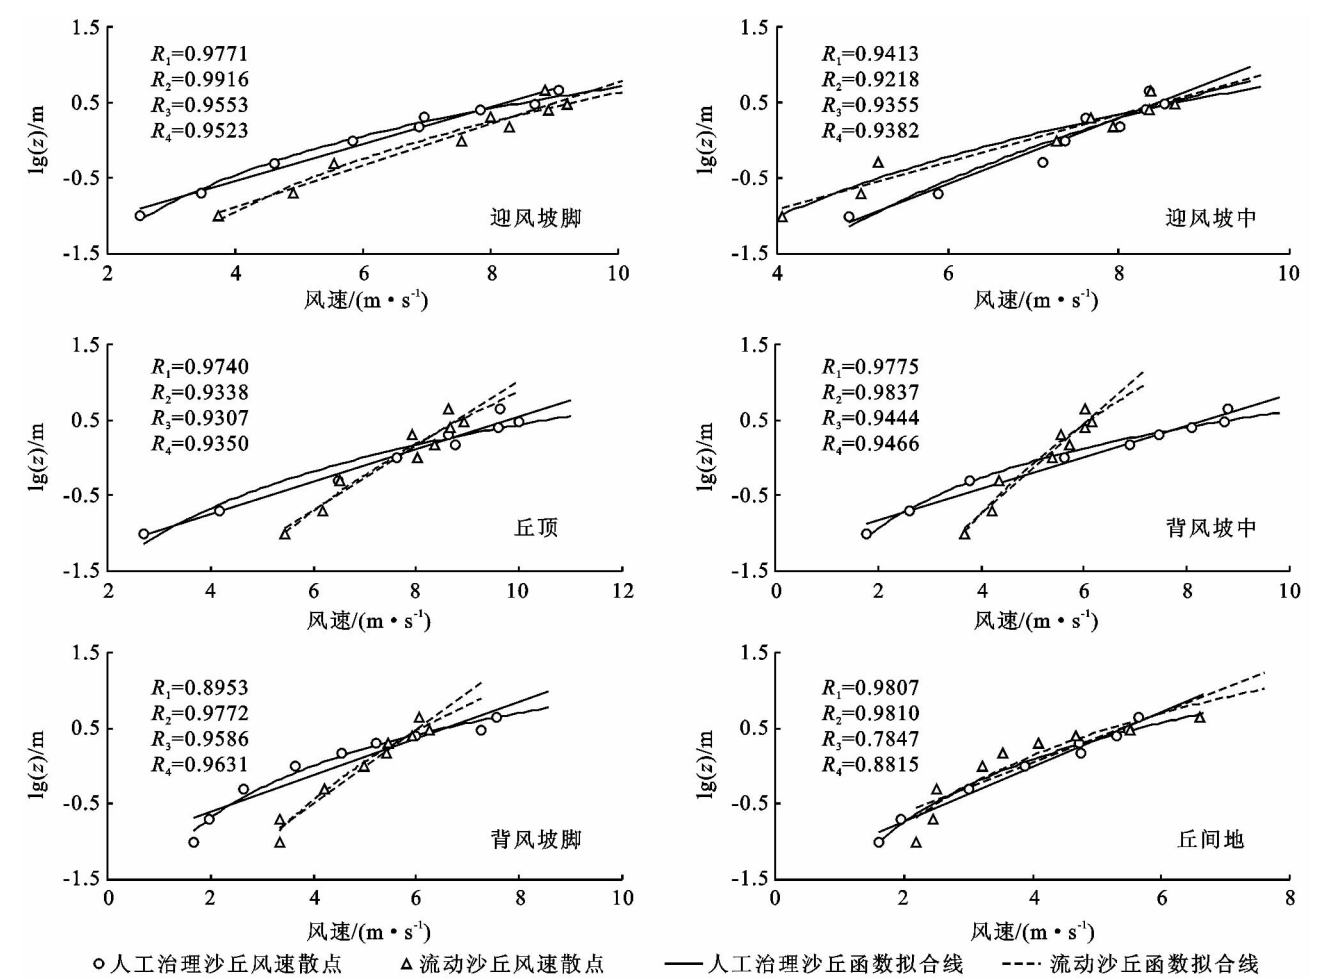 1.5
0.5
-0.5
-1.5
lg(z)/m
R₁=0.9771
R₂=0.9916
R₃=0.9553
R₄=0.9523
迎风坡脚
2 4 6 8 10
风速/(m·s⁻¹)
1.5
0.5
-0.5
-1.5
lg(z)/m
R₁=0.9413
R₂=0.9218
R₃=0.9355
R₄=0.9382
迎风坡中
4 6 8 10
风速/(m·s⁻¹)
1.5
0.5
-0.5
-1.5
lg(z)/m
R₁=0.9740
R₂=0.9338
R₃=0.9307
R₄=0.9350
丘顶
2 4 6 8 10 12
风速/(m·s⁻¹)
1.5
0.5
-0.5
-1.5
lg(z)/m
R₁=0.9775
R₂=0.9837
R₃=0.9444
R₄=0.9466
背风坡中
0 2 4 6 8 10
风速/(m·s⁻¹)
1.5
0.5
-0.5
-1.5
lg(z)/m
R₁=0.8953
R₂=0.9772
R₃=0.9586
R₄=0.9631
背风坡脚
0 2 4 6 8 10
风速/(m·s⁻¹)
1.5
0.5
-0.5
-1.5
lg(z)/m
R₁=0.9807
R₂=0.9810
R₃=0.7847
R₄=0.8815
丘间地
0 2 4 6 8
风速/(m·s⁻¹)
人工治理沙丘风速散点 流动沙丘风速散点 人工治理沙丘函数拟合线 流动沙丘函数拟合线